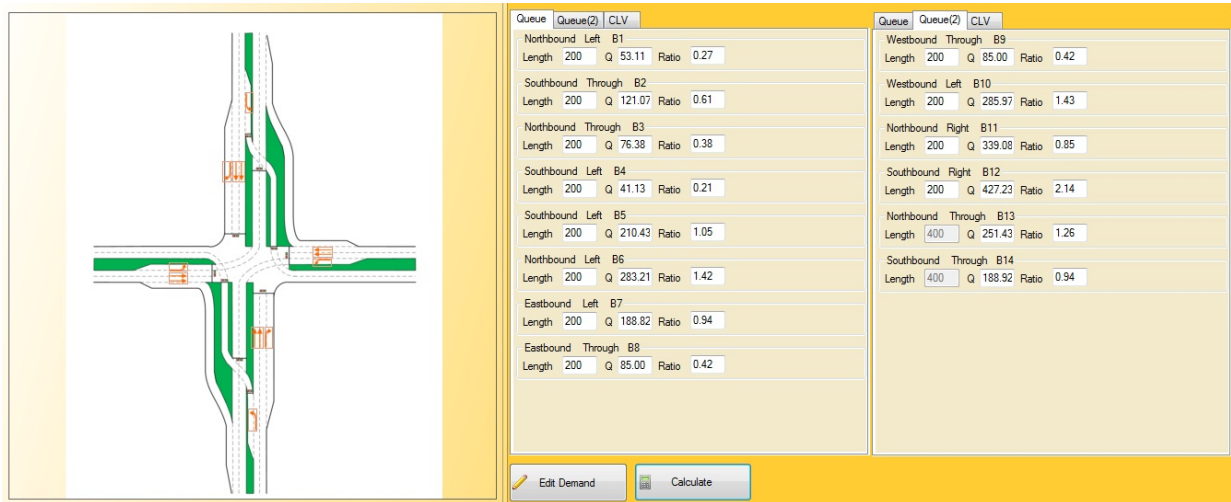 Queue Queue(2) CLV
Northbound Left B1
Length 200 Q 53.11 Ratio 0.27
Southbound Through B2
Length 200 Q 121.07 Ratio 0.61
Northbound Through B3
Length 200 Q 76.38 Ratio 0.38
Southbound Left B4
Length 200 Q 41.13 Ratio 0.21
Southbound Left B5
Length 200 Q 210.43 Ratio 1.05
Northbound Left B6
Length 200 Q 283.21 Ratio 1.42
Eastbound Left B7
Length 200 Q 188.82 Ratio 0.94
Eastbound Through B8
Length 200 Q 85.00 Ratio 0.42
Edit Demand
Calculate
Queue Queue(2) CLV
Westbound Through B9
Length 200 Q 85.00 Ratio 0.42
Westbound Left B10
Length 200 Q 285.97 Ratio 1.43
Northbound Right B11
Length 200 Q 339.08 Ratio 0.85
Southbound Right B12
Length 200 Q 427.23 Ratio 2.14
Northbound Through B13
Length 400 Q 251.43 Ratio 1.26
Southbound Through B14
Length 400 Q 188.92 Ratio 0.94